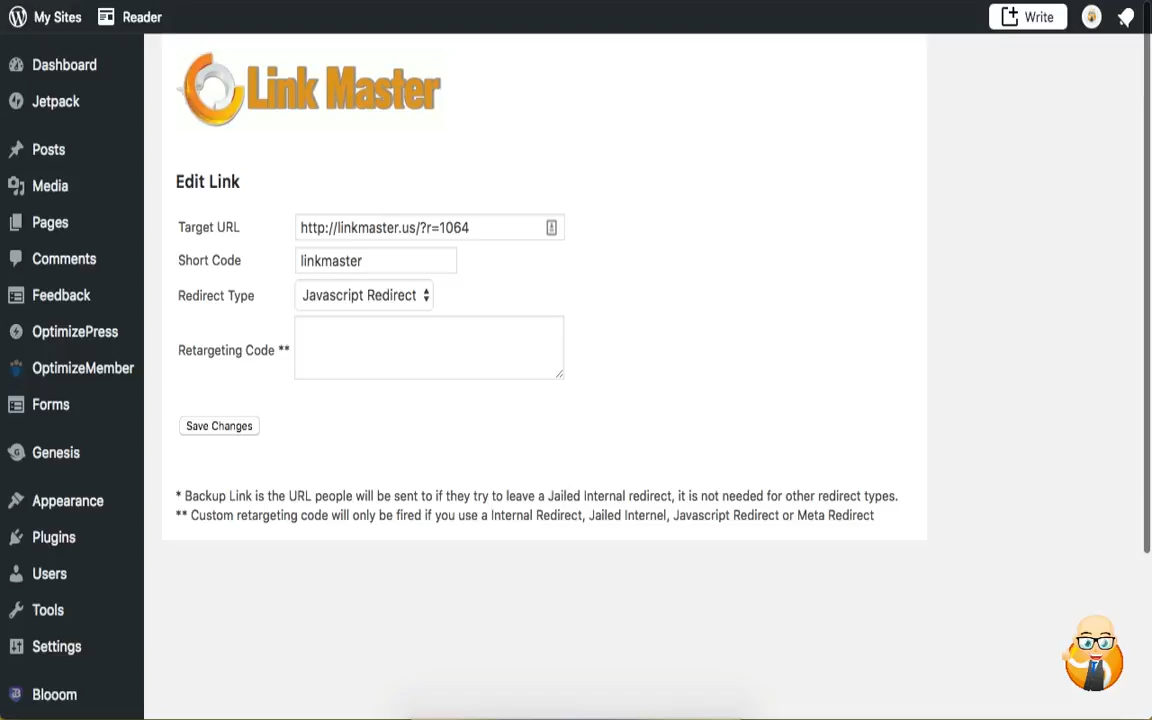 My Sites
Reader
Write
Dashboard
Jetpack
Posts
Media
Pages
Comments
Feedback
OptimizePress
OptimizeMember
Forms
Genesis
Appearance
Plugins
Users
Tools
Settings
Blooom
Link Master
Edit Link
Target URL http://linkmaster.us/?r=1064
Short Code linkmaster
Redirect Type Javascript Redirect
Retargeting Code **
Save Changes
* Backup Link is the URL people will be sent to if they try to leave a Jailed Internal redirect, it is not needed for other redirect types.
** Custom retargeting code will only be fired if you use a Internal Redirect, Jailed Internel, Javascript Redirect or Meta Redirect